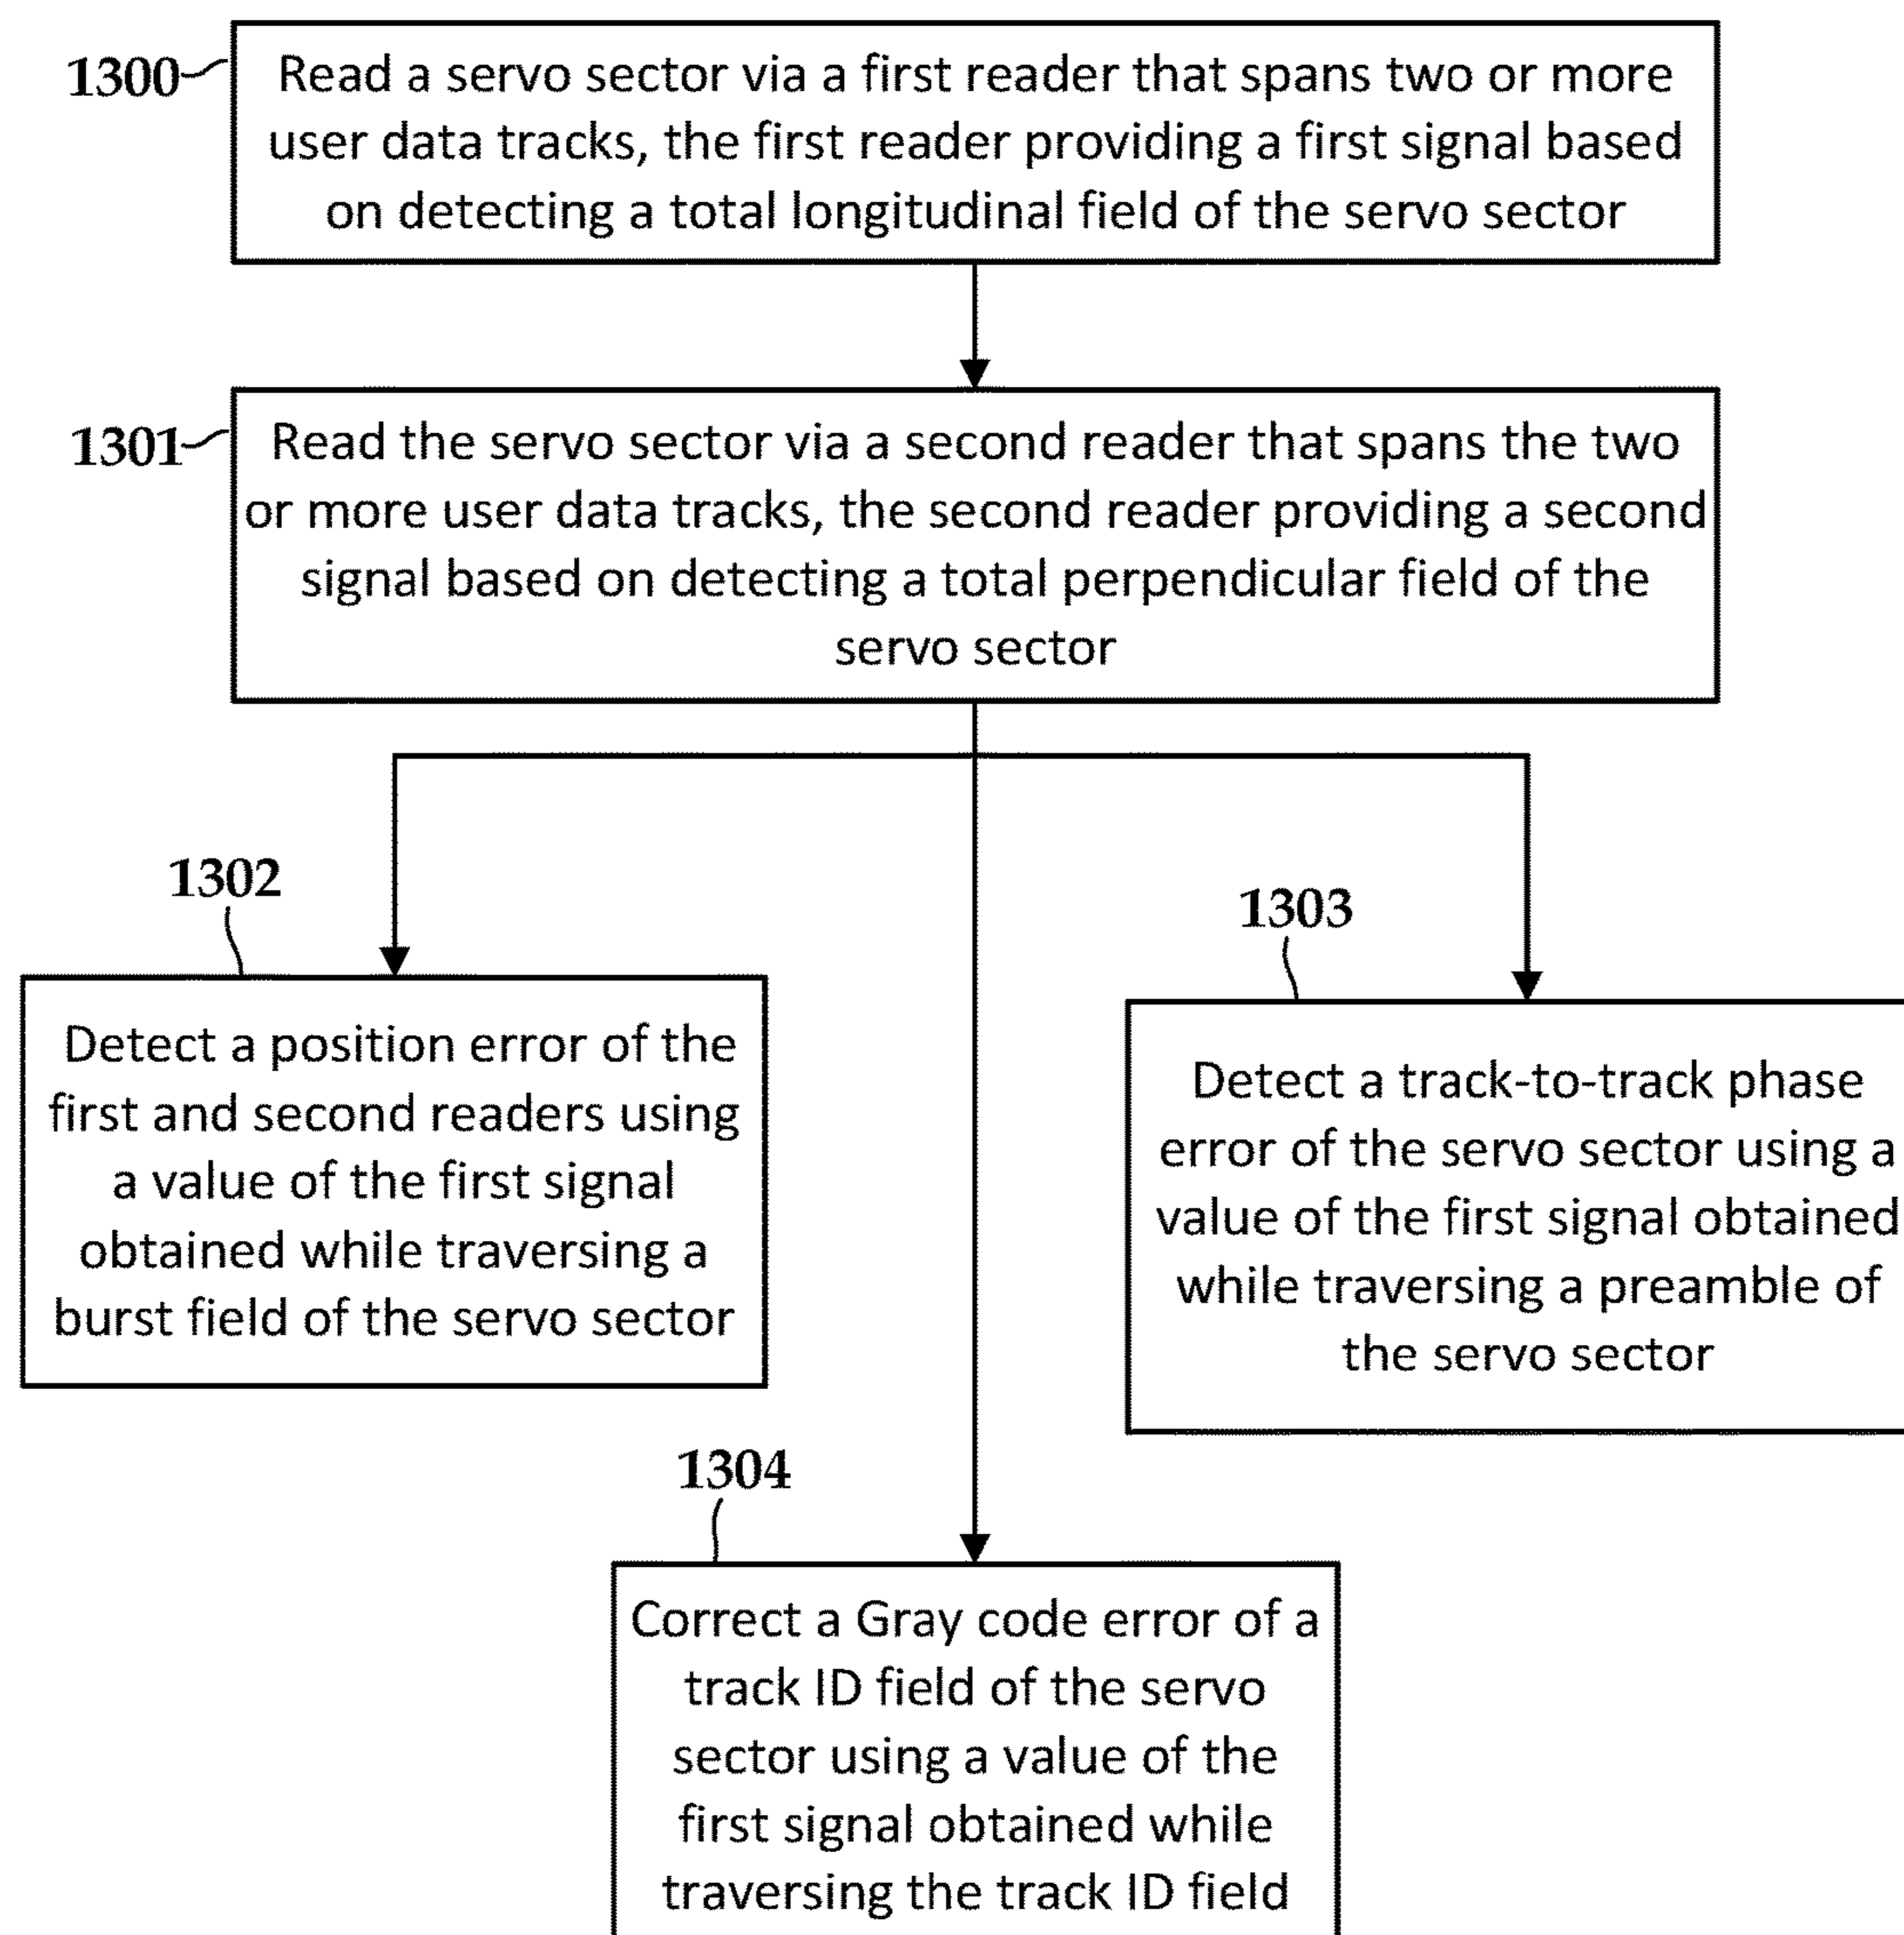 1300
Read a servo sector via a first reader that spans two or more
user data tracks, the first reader providing a first signal based
on detecting a total longitudinal field of the servo sector
1301
Read the servo sector via a second reader that spans the two
or more user data tracks, the second reader providing a second
signal based on detecting a total perpendicular field of the
servo sector
1302
Detect a position error of the
first and second readers using
a value of the first signal
obtained while traversing a
burst field of the servo sector
1303
Detect a track-to-track phase
error of the servo sector using a
value of the first signal obtained
while traversing a preamble of
the servo sector
1304
Correct a Gray code error of a
track ID field of the servo
sector using a value of the
first signal obtained while
traversing the track ID field